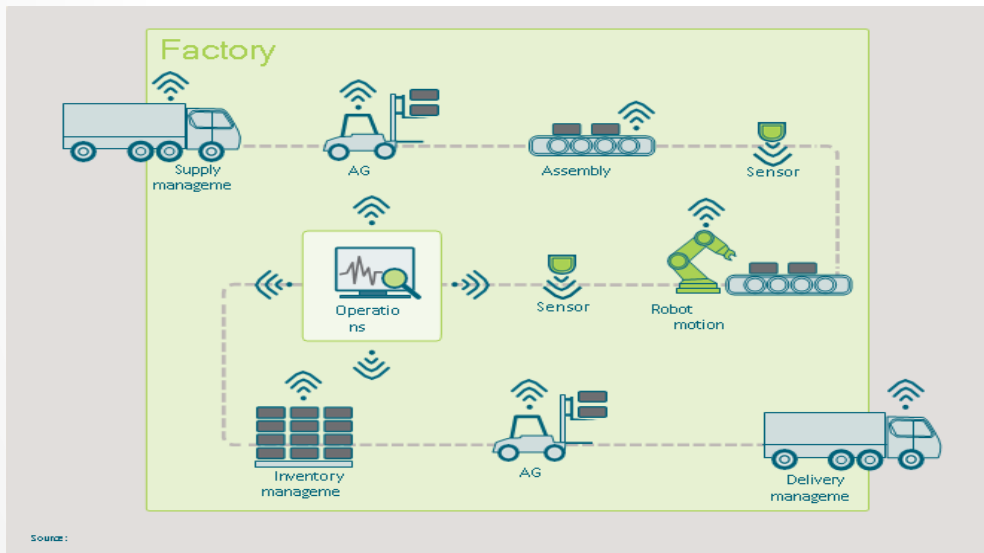 Factory
Supply
manageme
AG
Assembly
Sensor
Operatio
ns
Sensor
Robot
motion
Inventory
manageme
AG
Delivery
manageme
Source: